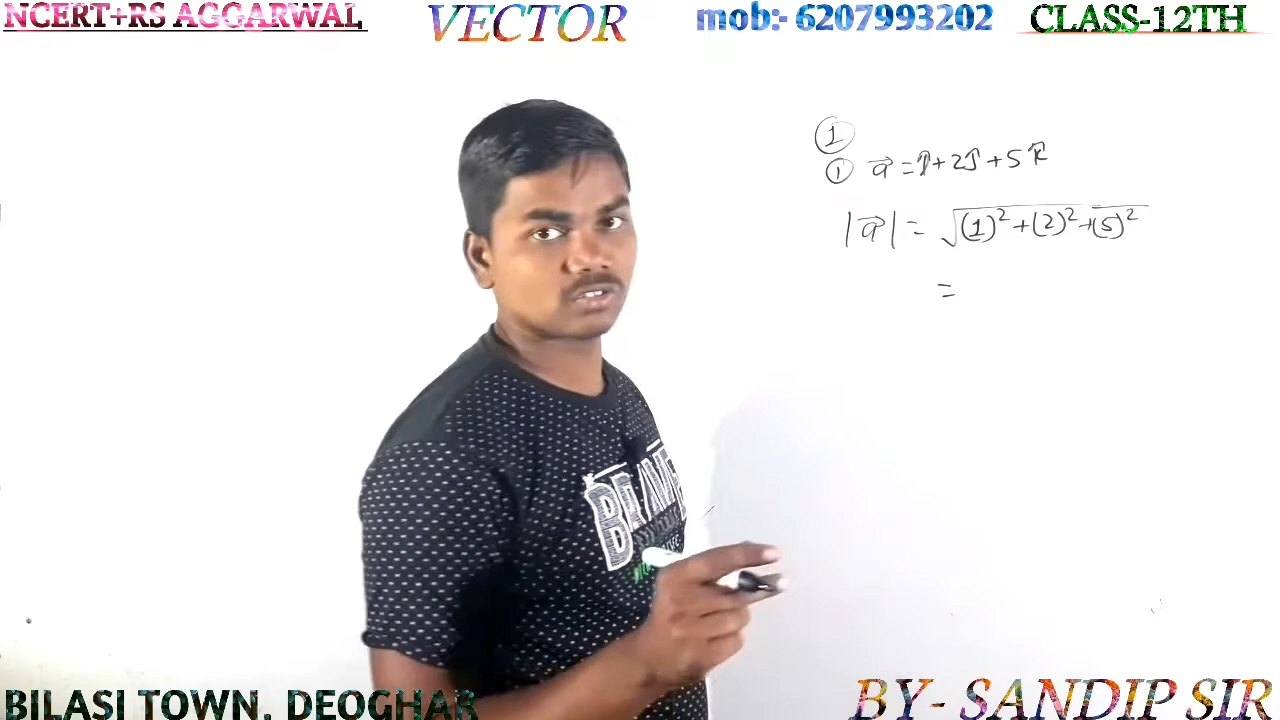 NCERT+RS AGGARWAL
VECTOR
mob:- 6207993202
CLASS-12TH
①
① a⃗ = î + 2ĵ + 5k̂
|a⃗| = √(1)² + (2)² + (5)²
=
BILASI TOWN, DEOGHAR
BY- SANDIP SIR